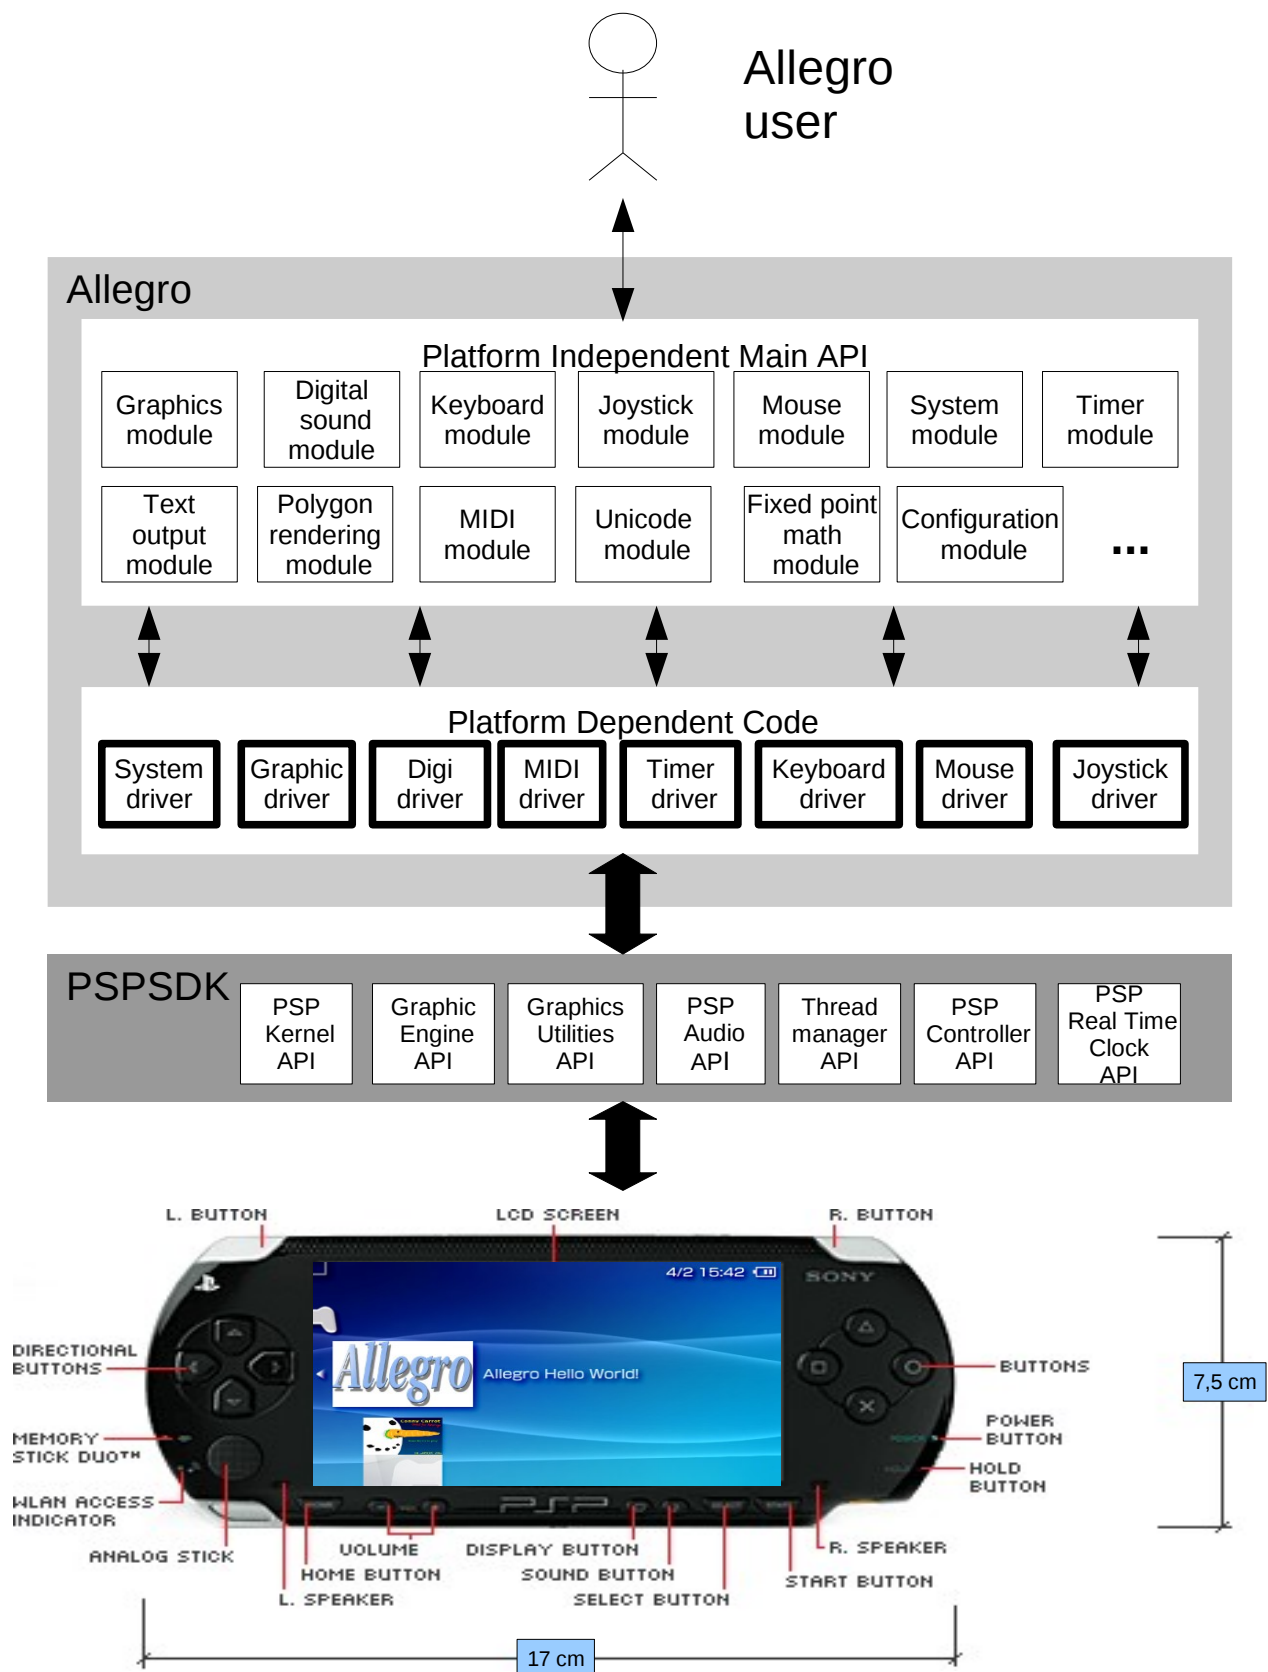 Allegro
user
Allegro
Platform Independent Main API
Graphics
module
Digital
sound
module
Keyboard
module
Joystick
module
Mouse
module
System
module
Timer
module
Text
output
module
Polygon
rendering
module
MIDI
module
Unicode
module
Fixed point
math
module
Configuration
module
...
Platform Dependent Code
System
driver
Graphic
driver
Digi
driver
MIDI
driver
Timer
driver
Keyboard
driver
Mouse
driver
Joystick
driver
PSPSDK
PSP
Kernel
API
Graphic
Engine
API
Graphics
Utilities
API
PSP
Audio
API
Thread
manager
API
PSP
Controller
API
PSP
Real Time
Clock
API
L. BUTTON
LCD SCREEN
R. BUTTON
4/2 15:42
SONY
DIRECTIONAL
BUTTONS
Allegro
Allegro Hello World!
BUTTONS
7,5 cm
MEMORY
STICK DUO™
POWER
BUTTON
HOLD
BUTTON
WLAN ACCESS
INDICATOR
PSP
ANALOG STICK
VOLUME
DISPLAY BUTTON
R. SPEAKER
HOME BUTTON
SOUND BUTTON
START BUTTON
L. SPEAKER
SELECT BUTTON
17 cm